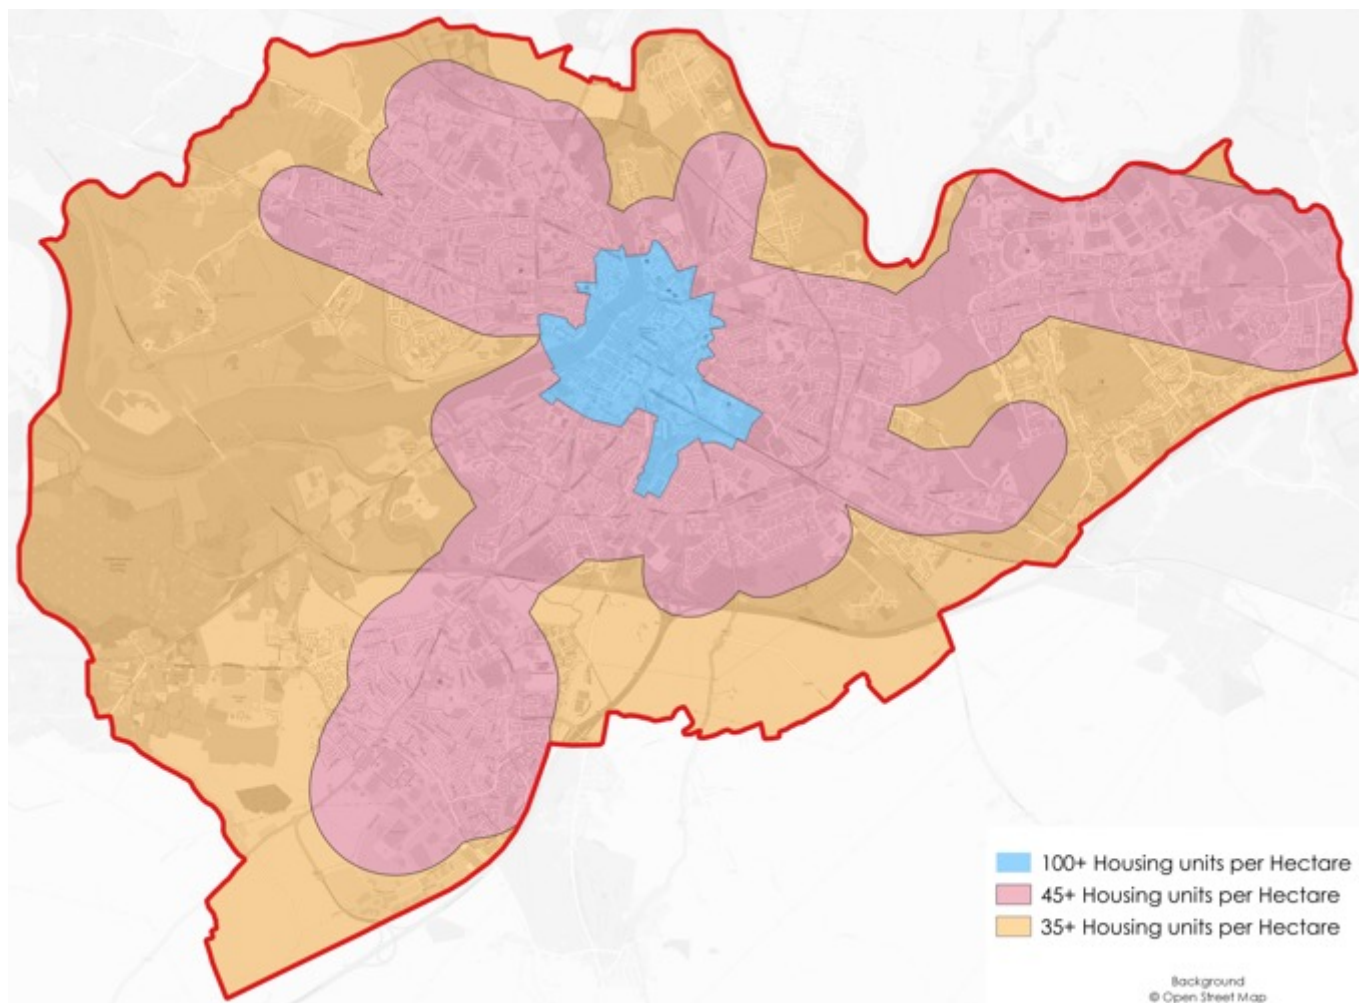 100+ Housing units per Hectare
45+ Housing units per Hectare
35+ Housing units per Hectare
Background
© Open Street Map